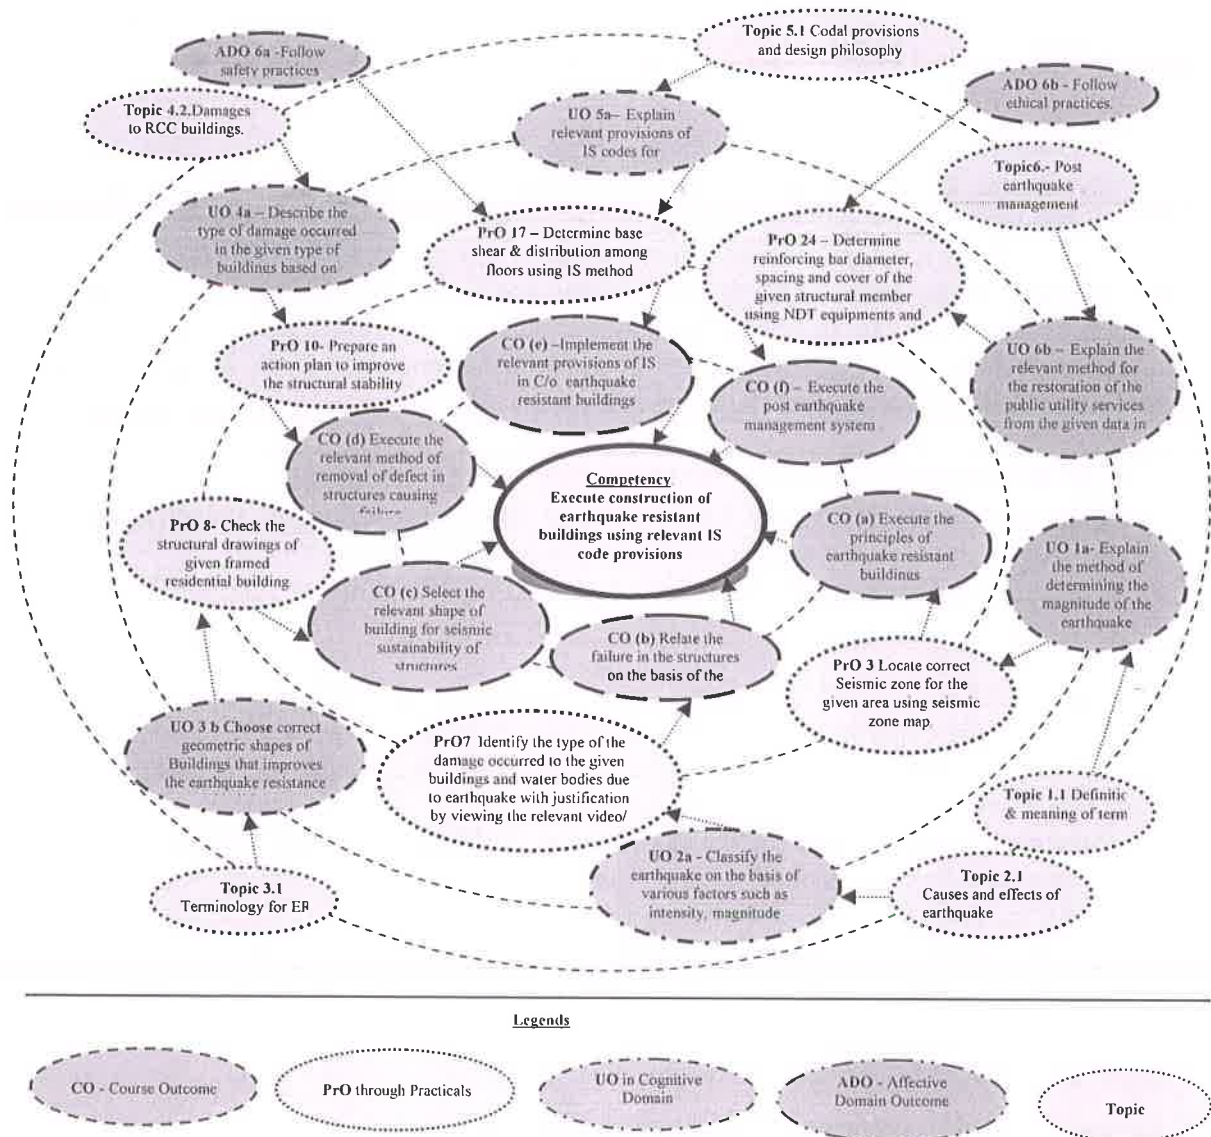 Topic 5.1 Codal provisions
and design philosophy
ADO 6a -Follow
safety practices
ADO 6b - Follow
ethical practices.
Topic 4.2.Damages
to RCC buildings.
UO 5a– Explain
relevant provisions of
IS codes for
Topic6.- Post
earthquake
management
UO 4a – Describe the
type of damage occurred
in the given type of
buildings based on
PrO 17 – Determine base
shear & distribution among
floors using IS method
PrO 24 – Determine
reinforcing bar diameter,
spacing and cover of the
given structural member
using NDT equipments and
PrO 10- Prepare an
action plan to improve
the structural stability
CO (e) –Implement the
relevant provisions of IS
in C/o earthquake
resistant buildings
CO (f) – Execute the
post earthquake
management system
UO 6b – Explain the
relevant method for
the restoration of the
public utility services
from the given data in
CO (d) Execute the
relevant method of
removal of defect in
structures causing
failure
Competency
Execute construction of
earthquake resistant
buildings using relevant IS
code provisions
PrO 8- Check the
structural drawings of
given framed
residential building
CO (a) Execute the
principles of
earthquake resistant
buildings
UO 1a- Explain
the method of
determining the
magnitude of the
earthquake
CO (c) Select the
relevant shape of
building for seismic
sustainability of
structures
CO (b) Relate the
failure in the structures
on the basis of the
PrO 3 Locate correct
Seismic zone for the
given area using seismic
zone map
UO 3 b Choose correct
geometric shapes of
Buildings that improves
the earthquake resistance
PrO7 Identify the type of the
damage occurred to the given
buildings and water bodies due
to earthquake with justification
by viewing the relevant video/
Topic 1.1 Definitic
& meaning of term
UO 2a - Classify the
earthquake on the basis of
various factors such as
intensity, magnitude
Topic 2.1
Causes and effects of
earthquake
Topic 3.1
Terminology for ER
Legends
CO - Course Outcome
PrO through Practicals
UO in Cognitive
Domain
ADO - Affective
Domain Outcome
Topic